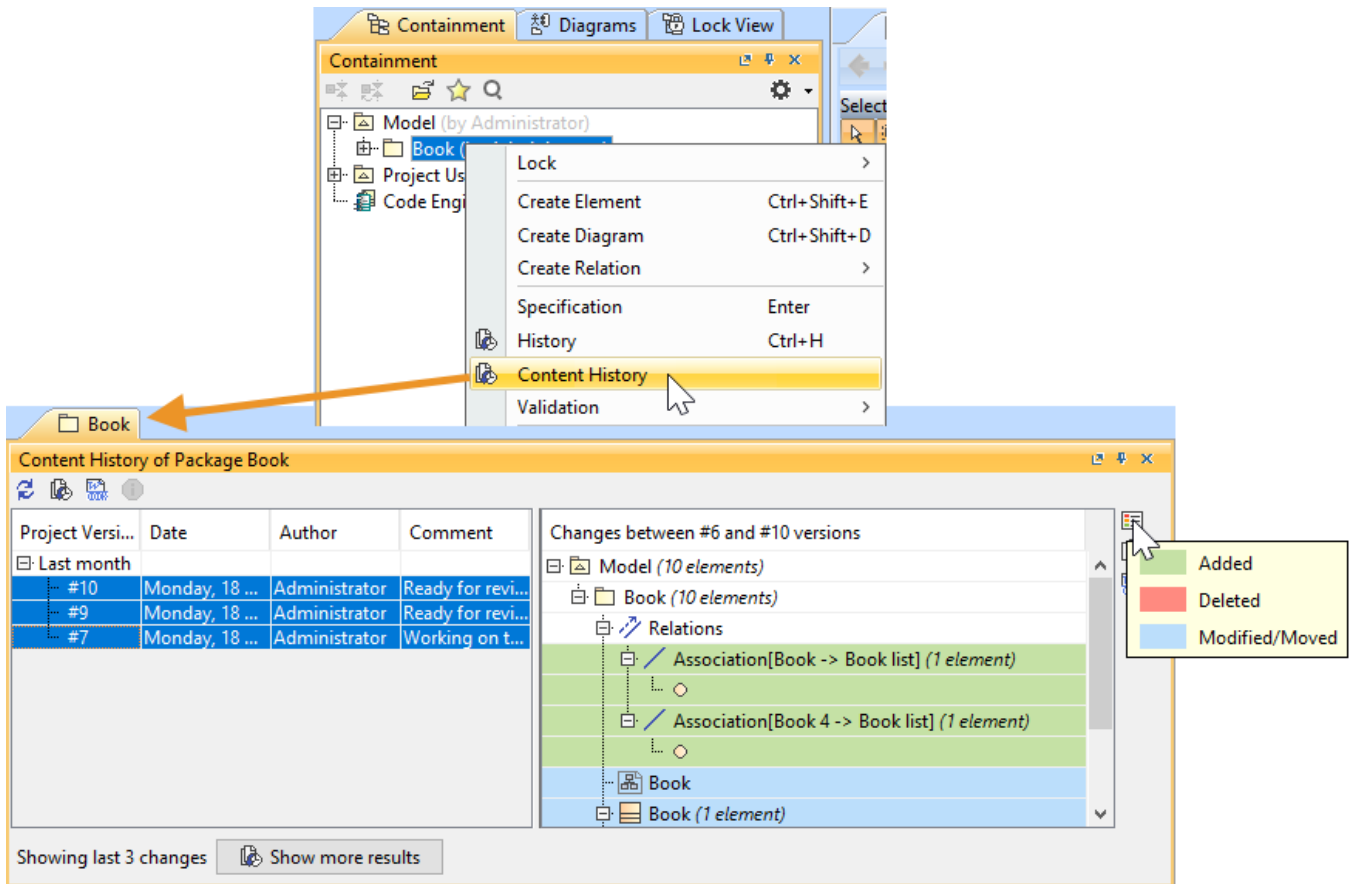 Containment Diagrams Lock View
Containment
Model (by Administrator)
Book (
Project Us
Code Engi
Selec
Lock
Create Element Ctrl+Shift+E
Create Diagram Ctrl+Shift+D
Create Relation
Specification Enter
History Ctrl+H
Content History
Validation
Book
Content History of Package Book
Project Versi... Date Author Comment
Last month
#10 Monday, 18 ... Administrator Ready for revi...
#9 Monday, 18 ... Administrator Ready for revi...
#7 Monday, 18 ... Administrator Working on t...
Changes between #6 and #10 versions
Model (10 elements)
Book (10 elements)
Relations
Association[Book -> Book list] (1 element)
Association[Book 4 -> Book list] (1 element)
Book
Book (1 element)
Added
Deleted
Modified/Moved
Showing last 3 changes Show more results